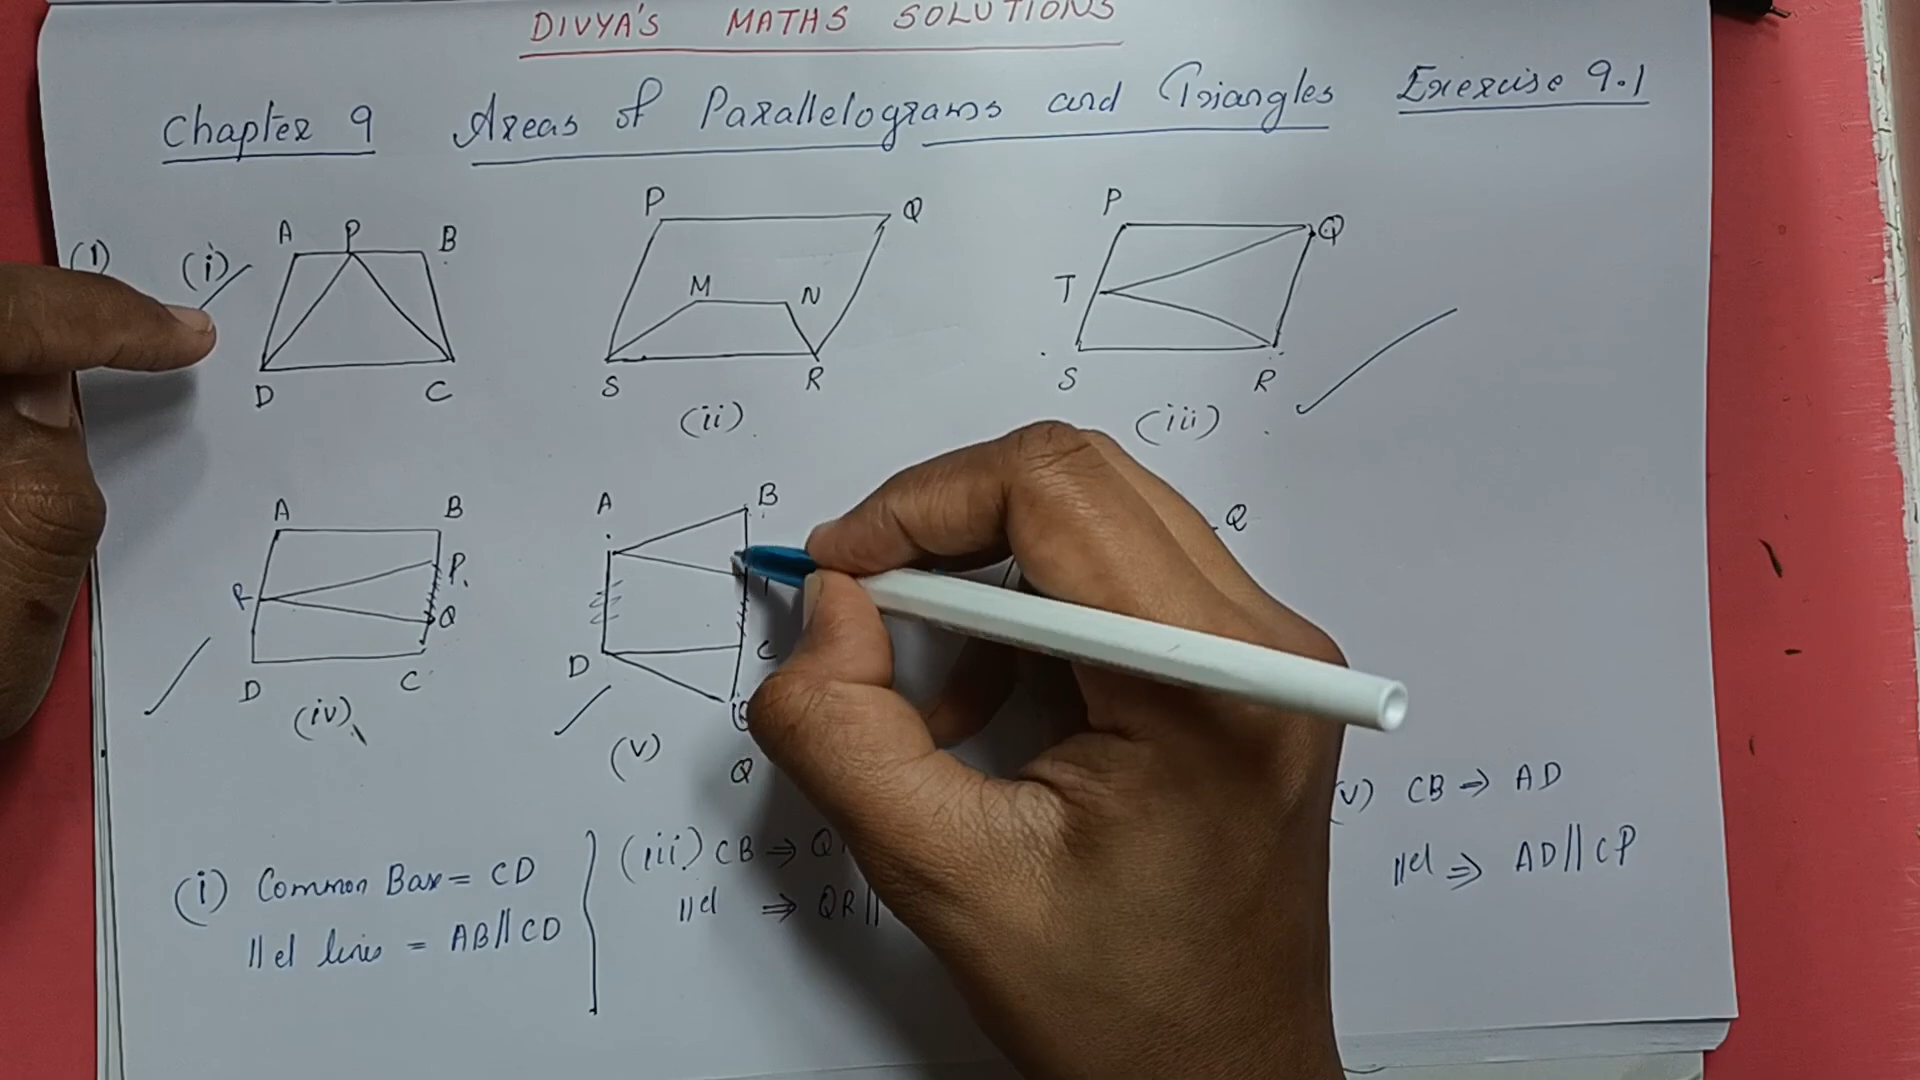 DIVYA'S MATHS SOLUTIONS
Chapter 9 Areas of Parallelograms and Triangles Exercise 9.1
(1) (i) A P B D C
P Q M N S R
(ii)
P Q T S R
(iii)
A B P Q R D C
(iv)
A B D C Q
(v)
Q
Q
(i) Common Base = CD
||el lines = AB||CD
(iii) CB ⇒
||el ⇒ QR||
v) CB ⇒ AD
||el ⇒ AD||CP